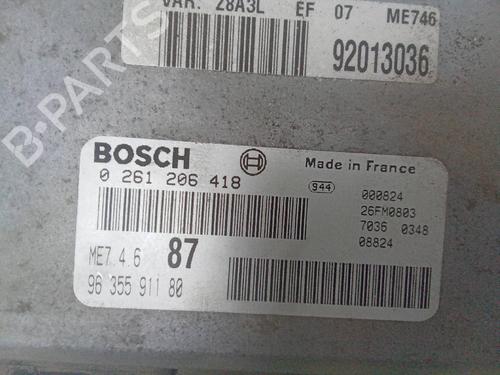 VAR. Z8A3L EF 07 ME746
92013036
BOSCH
Made in France
0 261 206 418
944
000824
26FM0803
7036 0348
08824
ME7.4.6 87
96 355 911 80
B-PARTS